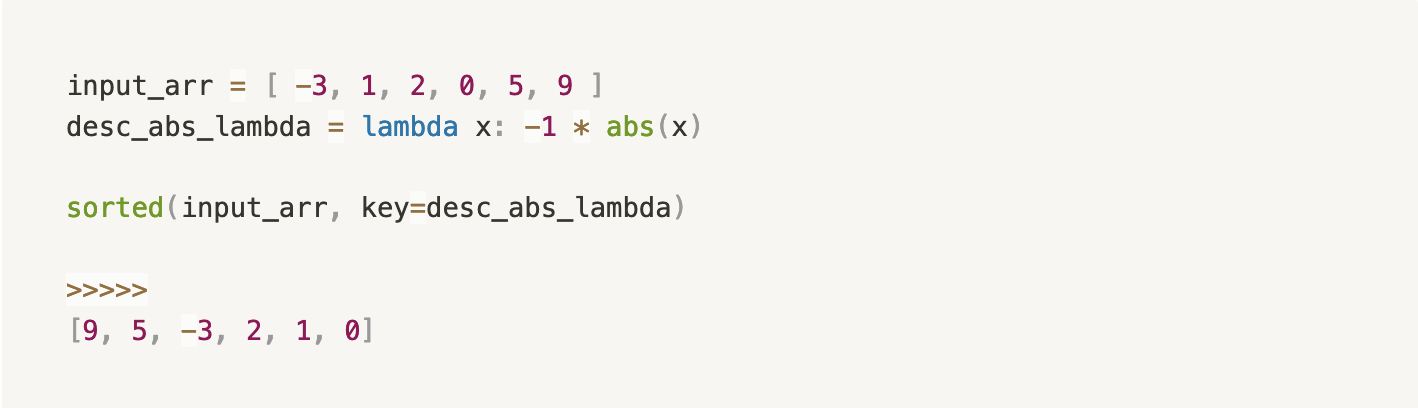 input_arr = [ -3, 1, 2, 0, 5, 9 ]
desc_abs_lambda = lambda x: -1 * abs(x)
sorted(input_arr, key=desc_abs_lambda)
>>>>>
[9, 5, -3, 2, 1, 0]